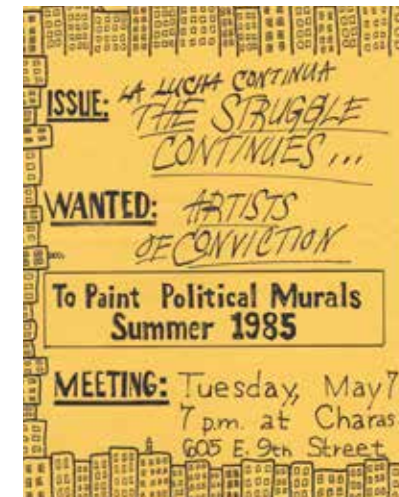 ISSUE: LA LUCHA CONTINUA
THE STRUGGLE
CONTINUES...
WANTED: ARTISTS
OF CONVICTION
To Paint Political Murals
Summer 1985
MEETING: Tuesday, May 7
7 p.m. at Charas
605 E. 9th Street